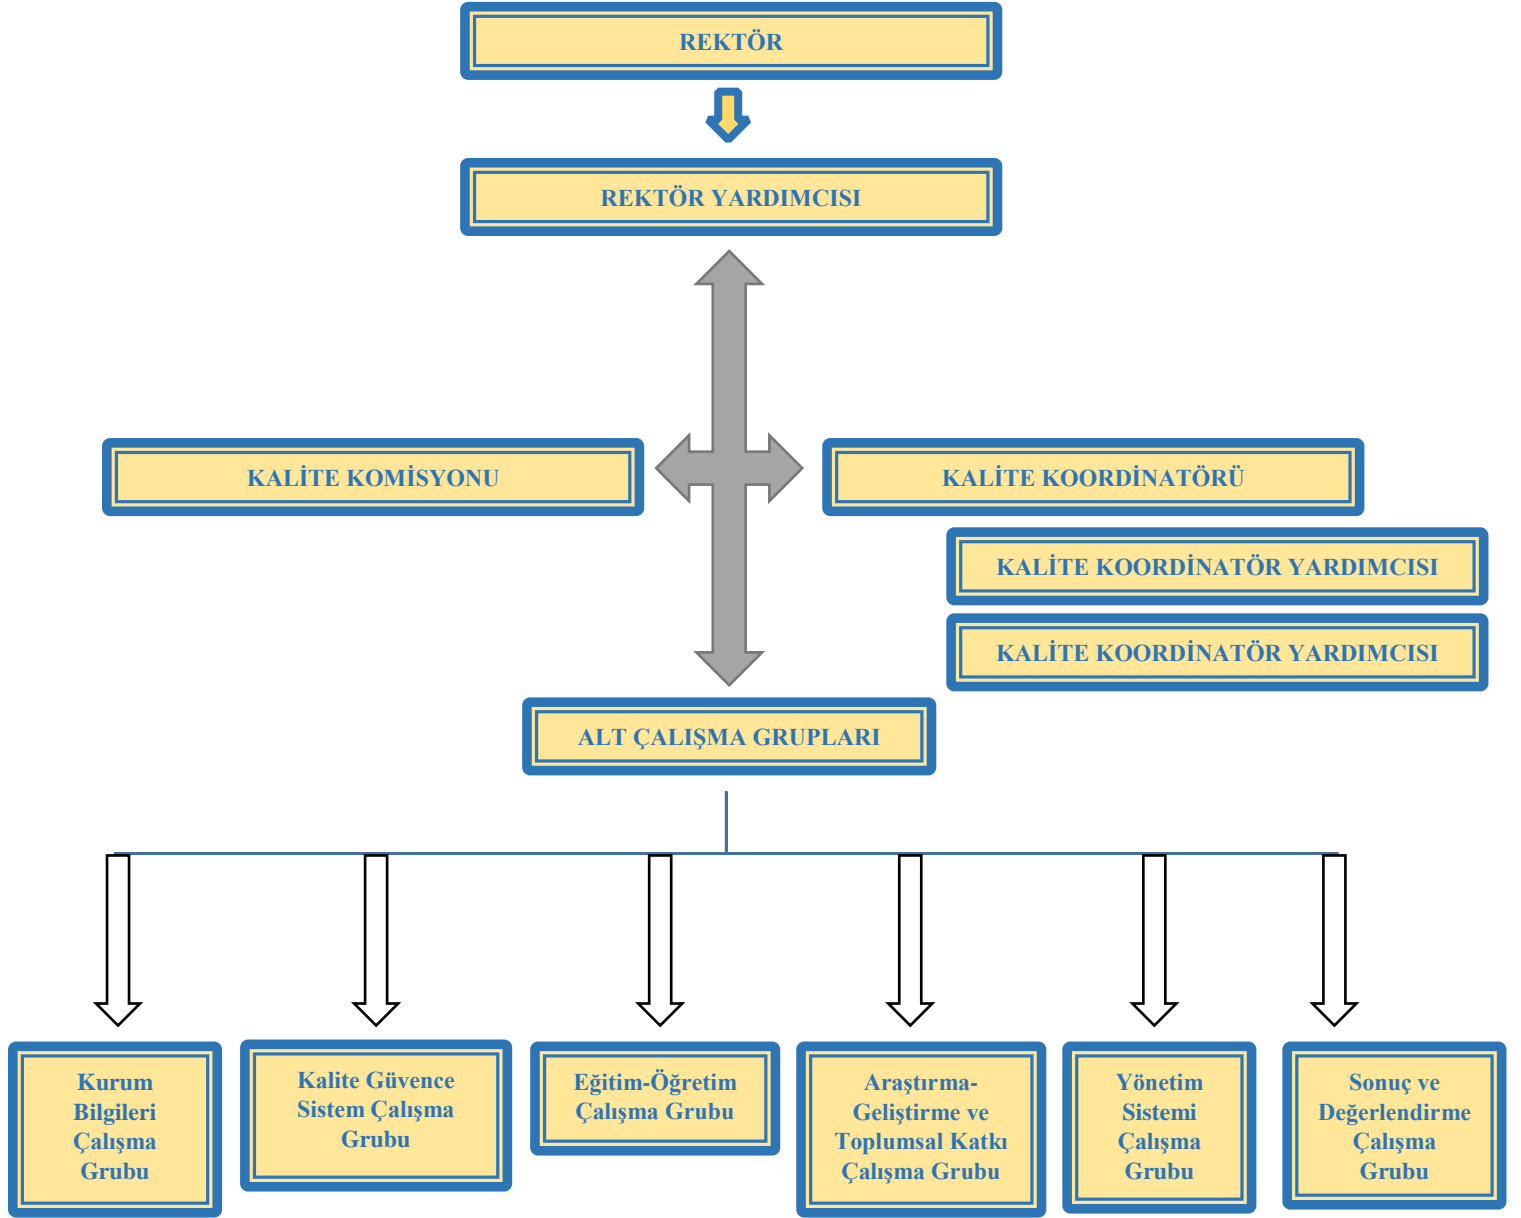 REKTÖR
REKTÖR YARDIMCISI
KALİTE KOMİSYONU
KALİTE KOORDİNATÖRÜ
KALİTE KOORDİNATÖR YARDIMCISI
KALİTE KOORDİNATÖR YARDIMCISI
ALT ÇALIŞMA GRUPLARI
Kurum
Bilgileri
Çalışma
Grubu
Kalite Güvence
Sistem Çalışma
Grubu
Eğitim-Öğretim
Çalışma Grubu
Araştırma-
Geliştirme ve
Toplumsal Katkı
Çalışma Grubu
Yönetim
Sistemi
Çalışma
Grubu
Sonuç ve
Değerlendirme
Çalışma
Grubu